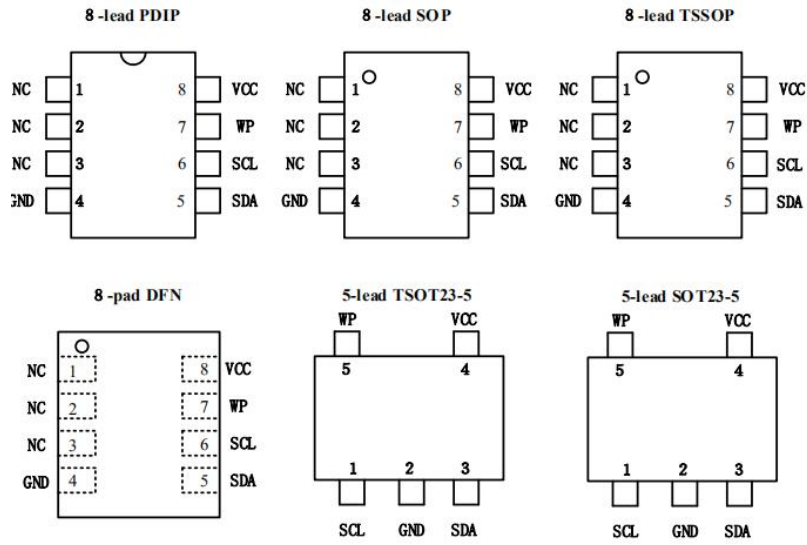 8 -lead PDIP
NC 1 8 VCC
NC 2 7 WP
NC 3 6 SCL
GND 4 5 SDA
8 -lead SOP
NC 1 8 VCC
NC 2 7 WP
NC 3 6 SCL
GND 4 5 SDA
8 -lead TSSOP
NC 1 8 VCC
NC 2 7 WP
NC 3 6 SCL
GND 4 5 SDA
8 -pad DFN
NC 1 8 VCC
NC 2 7 WP
NC 3 6 SCL
GND 4 5 SDA
5-lead TSOT23-5
WP VCC
5 4
1 2 3
SCL GND SDA
5-lead SOT23-5
WP VCC
5 4
1 2 3
SCL GND SDA